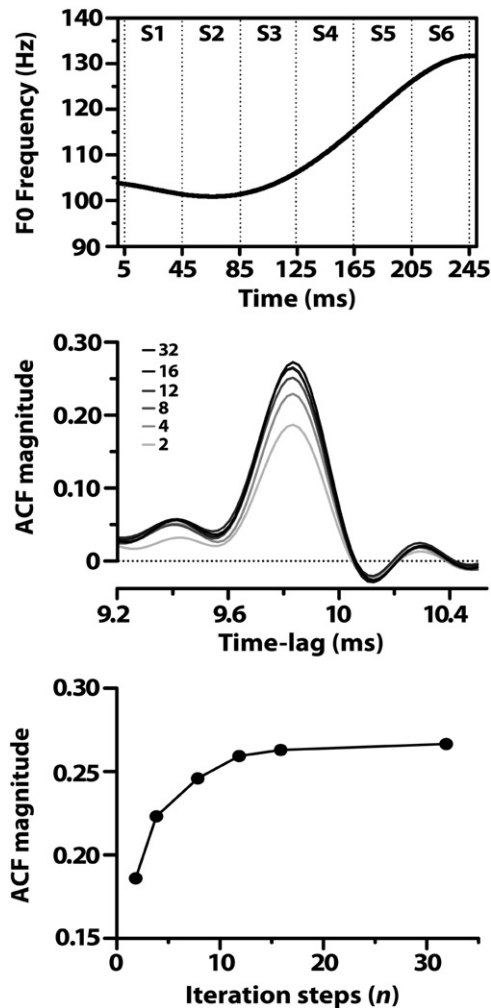 140
S1 S2 S3 S4 S5 S6
130
120
110
100
90
F0 Frequency (Hz)
5 45 85 125 165 205 245
Time (ms)
0.30
0.20
0.10
0
ACF magnitude
32
16
12
8
4
2
9.2 9.6 10 10.4
Time-lag (ms)
0.30
0.25
0.20
0.15
ACF magnitude
0 10 20 30
Iteration steps (n)